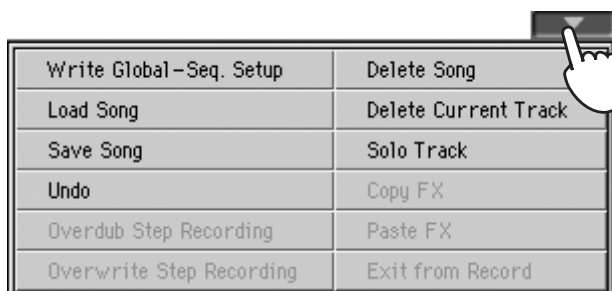 Write Global-Seq. Setup
Delete Song
Load Song
Delete Current Track
Save Song
Solo Track
Undo
Copy FX
Overdub Step Recording
Paste FX
Overwrite Step Recording
Exit from Record